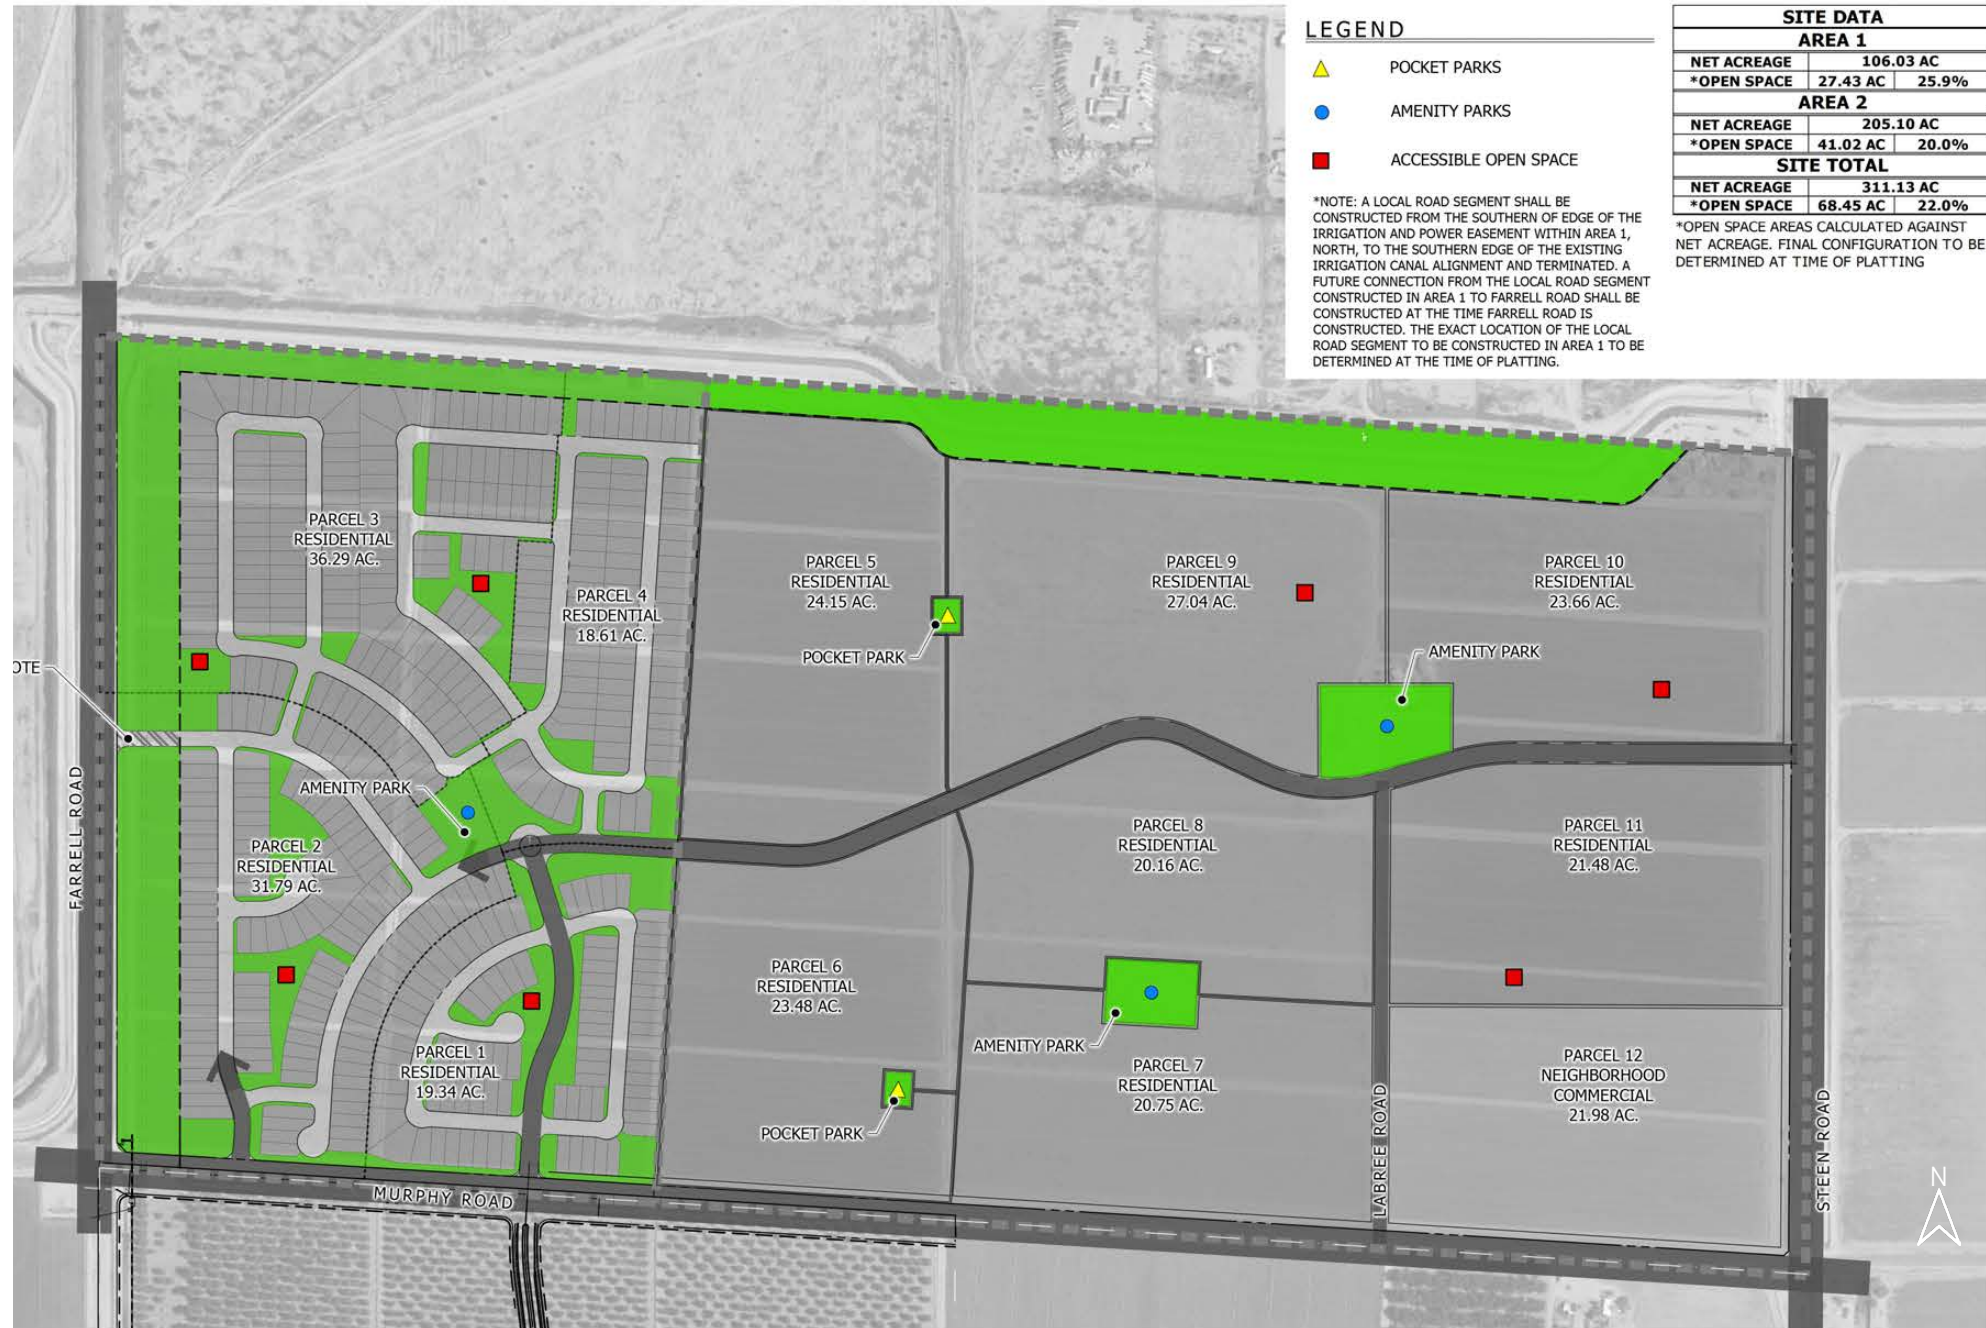 LEGEND
POCKET PARKS
AMENITY PARKS
ACCESSIBLE OPEN SPACE
*NOTE: A LOCAL ROAD SEGMENT SHALL BE
CONSTRUCTED FROM THE SOUTHERN OF EDGE OF THE
IRRIGATION AND POWER EASEMENT WITHIN AREA 1,
NORTH, TO THE SOUTHERN EDGE OF THE EXISTING
IRRIGATION CANAL ALIGNMENT AND TERMINATED. A
FUTURE CONNECTION FROM THE LOCAL ROAD SEGMENT
CONSTRUCTED IN AREA 1 TO FARRELL ROAD SHALL BE
CONSTRUCTED AT THE TIME FARRELL ROAD IS
CONSTRUCTED. THE EXACT LOCATION OF THE LOCAL
ROAD SEGMENT TO BE CONSTRUCTED IN AREA 1 TO BE
DETERMINED AT THE TIME OF PLATTING.
SITE DATA
AREA 1
NET ACREAGE 106.03 AC
*OPEN SPACE 27.43 AC 25.9%
AREA 2
NET ACREAGE 205.10 AC
*OPEN SPACE 41.02 AC 20.0%
SITE TOTAL
NET ACREAGE 311.13 AC
*OPEN SPACE 68.45 AC 22.0%
*OPEN SPACE AREAS CALCULATED AGAINST
NET ACREAGE. FINAL CONFIGURATION TO BE
DETERMINED AT TIME OF PLATTING
PARCEL 3
RESIDENTIAL
36.29 AC.
PARCEL 4
RESIDENTIAL
18.61 AC.
PARCEL 5
RESIDENTIAL
24.15 AC.
POCKET PARK
PARCEL 9
RESIDENTIAL
27.04 AC.
PARCEL 10
RESIDENTIAL
23.66 AC.
AMENITY PARK
OTE
FARRELL ROAD
AMENITY PARK
PARCEL 2
RESIDENTIAL
31.79 AC.
PARCEL 8
RESIDENTIAL
20.16 AC.
PARCEL 11
RESIDENTIAL
21.48 AC.
PARCEL 6
RESIDENTIAL
23.48 AC.
AMENITY PARK
PARCEL 1
RESIDENTIAL
19.34 AC.
PARCEL 7
RESIDENTIAL
20.75 AC.
PARCEL 12
NEIGHBORHOOD
COMMERCIAL
21.98 AC.
POCKET PARK
LABREE ROAD
STEEN ROAD
MURPHY ROAD
N